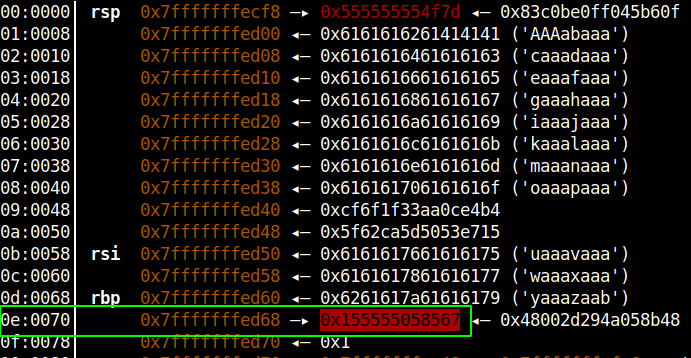 00:0000│ rsp 0x7fffffffecf8 —▸ 0x555555554f7d ◂— 0x83c0be0ff045b60f
01:0008│ 0x7fffffffed00 ◂— 0x6161616261414141 ('AAAabaaa')
02:0010│ 0x7fffffffed08 ◂— 0x6161616461616163 ('caaadaaa')
03:0018│ 0x7fffffffed10 ◂— 0x6161616661616165 ('eaaafaaa')
04:0020│ 0x7fffffffed18 ◂— 0x6161616861616167 ('gaaahaaa')
05:0028│ 0x7fffffffed20 ◂— 0x6161616a61616169 ('iaaajaaa')
06:0030│ 0x7fffffffed28 ◂— 0x6161616c6161616b ('kaaalaaa')
07:0038│ 0x7fffffffed30 ◂— 0x6161616e6161616d ('maaanaaa')
08:0040│ 0x7fffffffed38 ◂— 0x616161706161616f ('oaaapaaa')
09:0048│ 0x7fffffffed40 ◂— 0xcf6f1f33aa0ce4b4
0a:0050│ 0x7fffffffed48 ◂— 0x5f62ca5d5053e715
0b:0058│ rsi 0x7fffffffed50 ◂— 0x6161617661616175 ('uaaavaaa')
0c:0060│ 0x7fffffffed58 ◂— 0x6161617861616177 ('waaaxaaa')
0d:0068│ rbp 0x7fffffffed60 ◂— 0x6261617a61616179 ('yaaazaab')
0e:0070│ 0x7fffffffed68 —▸ 0x155555058567 ◂— 0x48002d294a058b48
0f:0078│ 0x7fffffffed70 ◂— 0x1